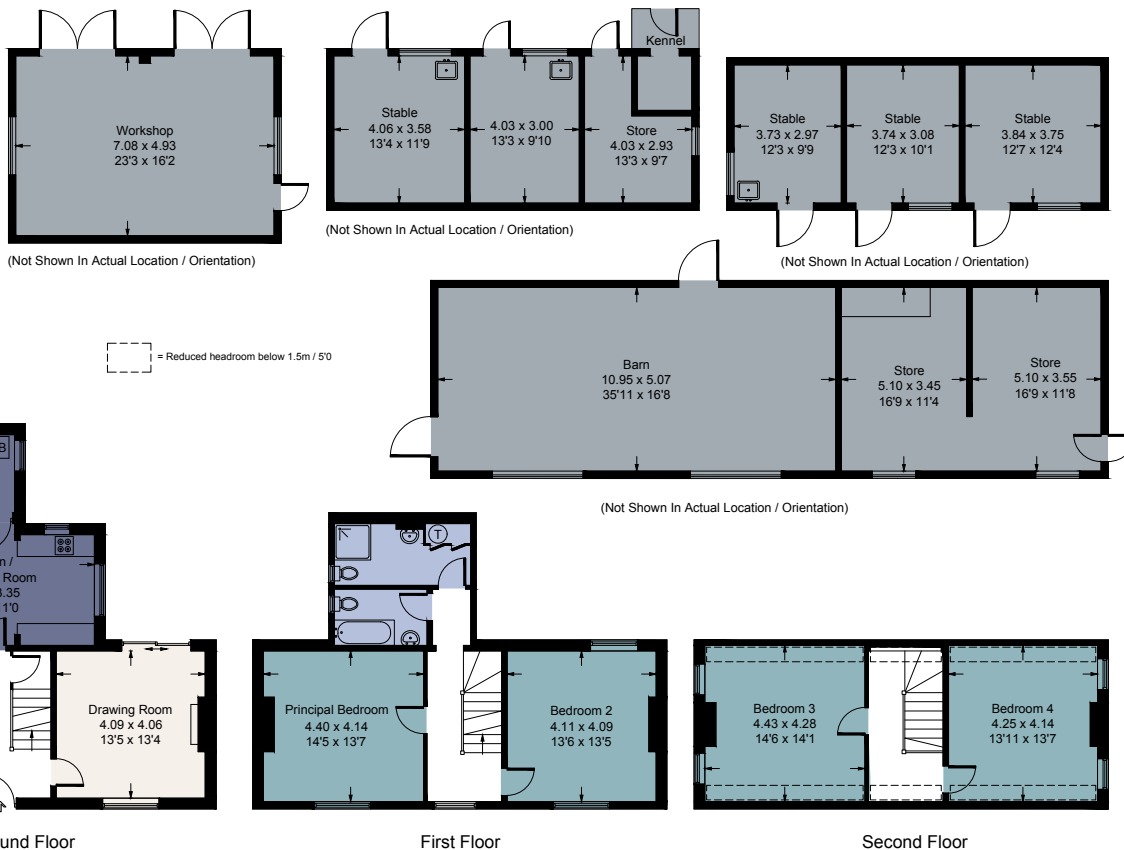 Kennel
Workshop
7.08 x 4.93
23'3 x 16'2
Stable
4.06 x 3.58
13'4 x 11'9
4.03 x 3.00
13'3 x 9'10
Store
4.03 x 2.93
13'3 x 9'7
Stable
3.73 x 2.97
12'3 x 9'9
Stable
3.74 x 3.08
12'3 x 10'1
Stable
3.84 x 3.75
12'7 x 12'4
(Not Shown In Actual Location / Orientation)
(Not Shown In Actual Location / Orientation)
(Not Shown In Actual Location / Orientation)
= Reduced headroom below 1.5m / 5'0
Barn
10.95 x 5.07
35'11 x 16'8
Store
5.10 x 3.45
16'9 x 11'4
5.10 x 3.55
16'9 x 11'8
(Not Shown In Actual Location / Orientation)
B
n /
Room
3.35
1'0
T
Drawing Room
4.09 x 4.06
13'5 x 13'4
Principal Bedroom
4.40 x 4.14
14'5 x 13'7
Bedroom 2
4.11 x 4.09
13'6 x 13'5
Bedroom 3
4.43 x 4.28
14'6 x 14'1
Bedroom 4
4.25 x 4.14
13'11 x 13'7
und Floor
First Floor
Second Floor